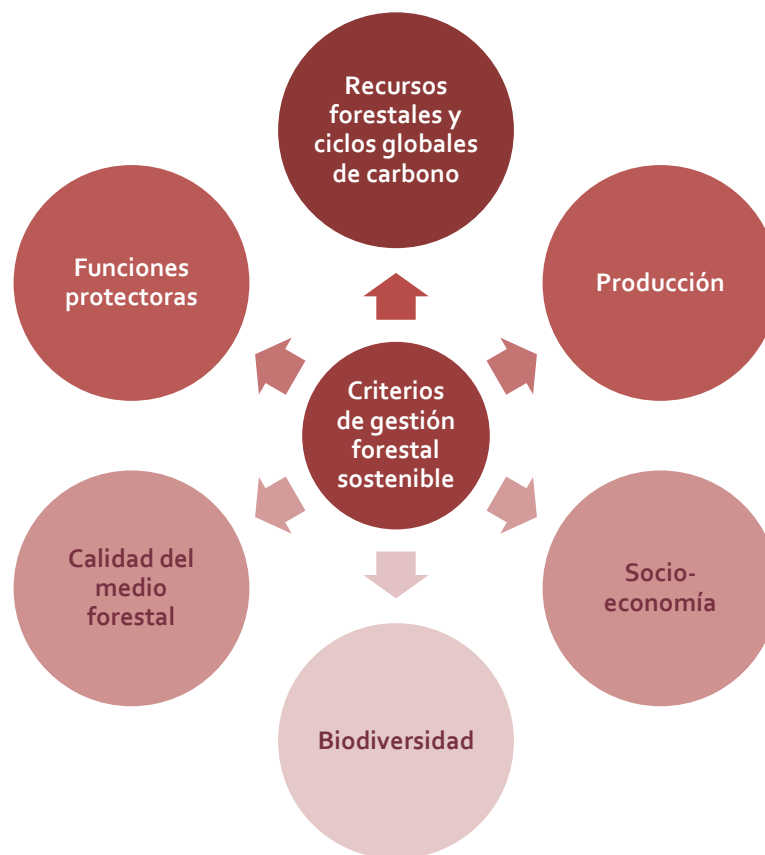 Recursos
forestales y
ciclos globales
de carbono
Funciones
protectoras
Producción
Criterios
de gestión
forestal
sostenible
Calidad del
medio
forestal
Socio-
economía
Biodiversidad